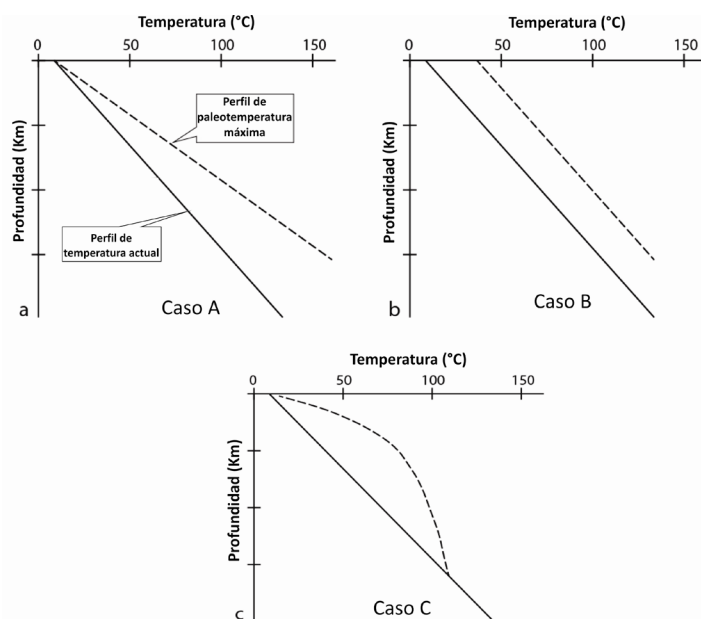 Temperatura (°C)
0 50 100 150
Profundidad (Km)
Perfil de
paleotemperatura
máxima
Perfil de
temperatura actual
a
Caso A
Temperatura (°C)
0 50 100 150
Profundidad (Km)
b
Caso B
Temperatura (°C)
0 50 100 150
Profundidad (Km)
c
Caso C